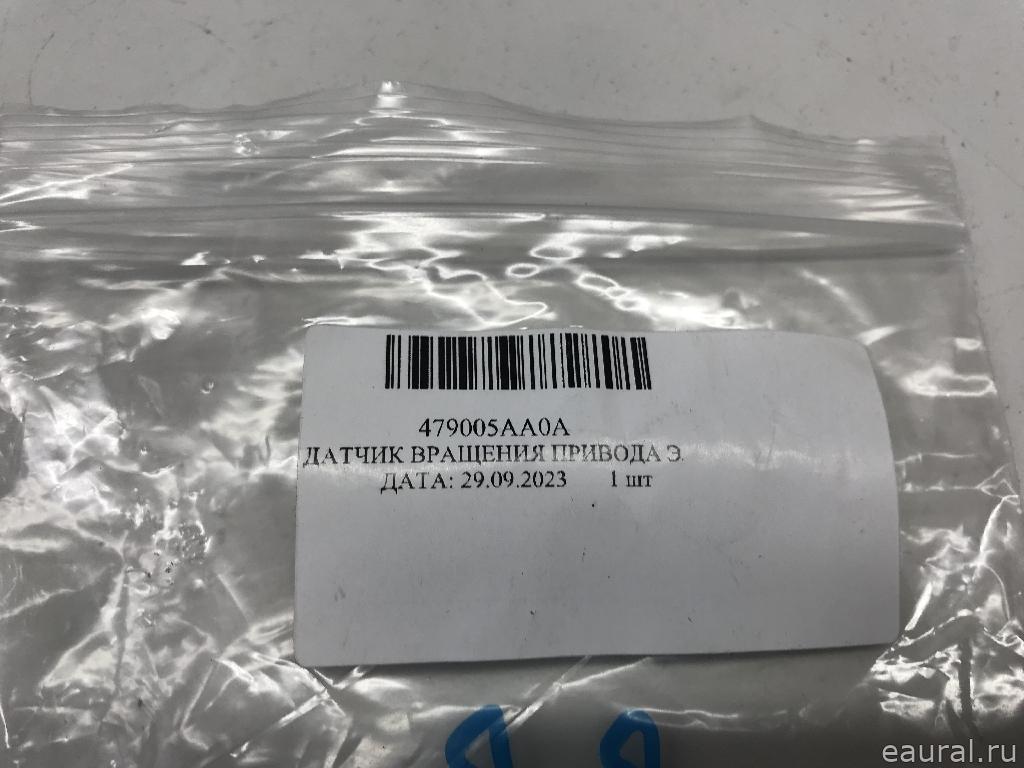 479005AA0A
ДАТЧИК ВРАЩЕНИЯ ПРИВОДА Э.
ДАТА: 29.09.2023 1 шт
eaural.ru